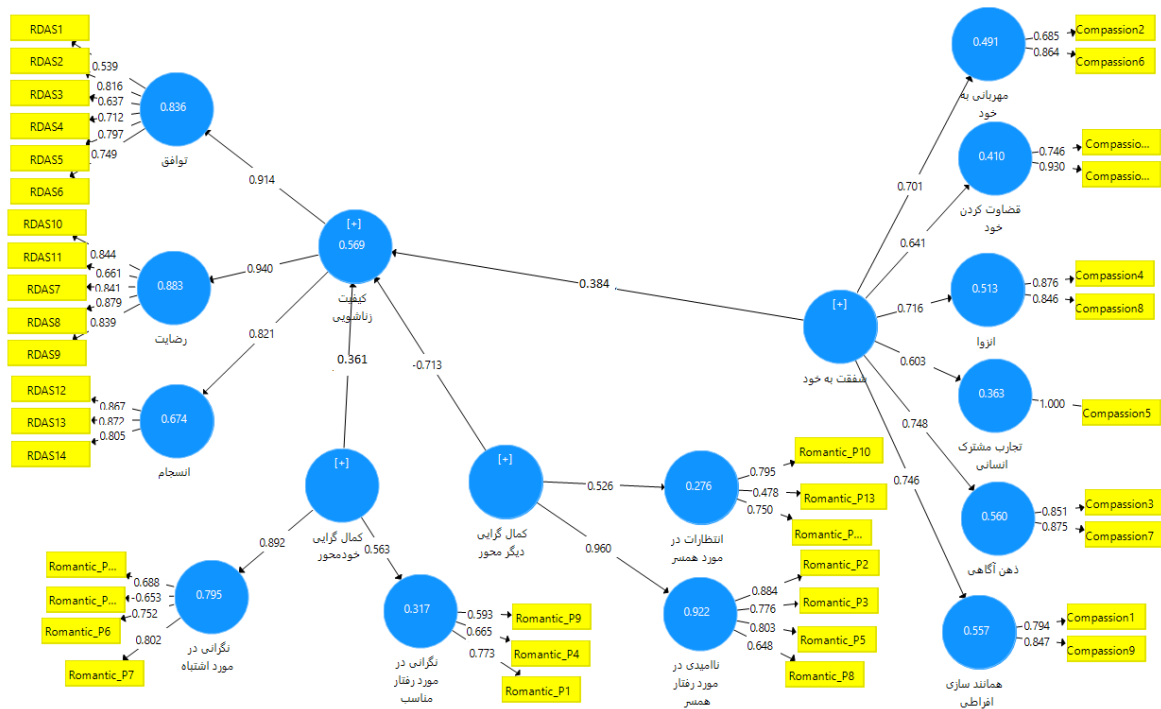 RDAS1
RDAS2
RDAS3
RDAS4
RDAS5
RDAS6
0.539
0.816
0.637
0.712
0.797
0.749
0.836
توافق
0.914
RDAS10
RDAS11
RDAS7
RDAS8
RDAS9
0.844
0.661
0.841
0.879
0.839
0.883
رضایت
0.940
RDAS12
RDAS13
RDAS14
0.867
0.872
0.805
0.674
انسجام
0.821
[+]
0.569
کیفیت
زناشویی
0.384
0.361
-0.713
[+]
کمال گرایی
خودمحور
0.892
0.563
[+]
کمال گرایی
دیگر محور
0.526
0.960
Romantic_P...
Romantic_P...
Romantic_P6
Romantic_P7
0.688
0.653
0.752
0.802
0.795
نگرانی در
مورد اشتباه
0.317
نگرانی در
مورد رفتار
مناسب
0.593
0.665
0.773
Romantic_P9
Romantic_P4
Romantic_P1
0.276
انتظارات در
مورد همسر
0.795
0.478
0.750
Romantic_P10
Romantic_P13
Romantic_P...
0.922
ناامیدی در
مورد رفتار
همسر
0.884
0.776
0.803
0.648
Romantic_P2
Romantic_P3
Romantic_P5
Romantic_P8
[+]
شفقت به خود
0.701
0.641
0.716
0.603
0.748
0.746
0.491
مهربانی به
خود
0.685
0.864
Compassion2
Compassion6
0.410
قضاوت کردن
خود
0.746
0.930
Compassio...
Compassio...
0.513
انزوا
0.876
0.846
Compassion4
Compassion8
0.363
تجارب مشترک
انسانی
1.000
Compassion5
0.560
ذهن آگاهی
0.851
0.875
Compassion3
Compassion7
0.557
همانند سازی
افراطی
0.794
0.847
Compassion1
Compassion9